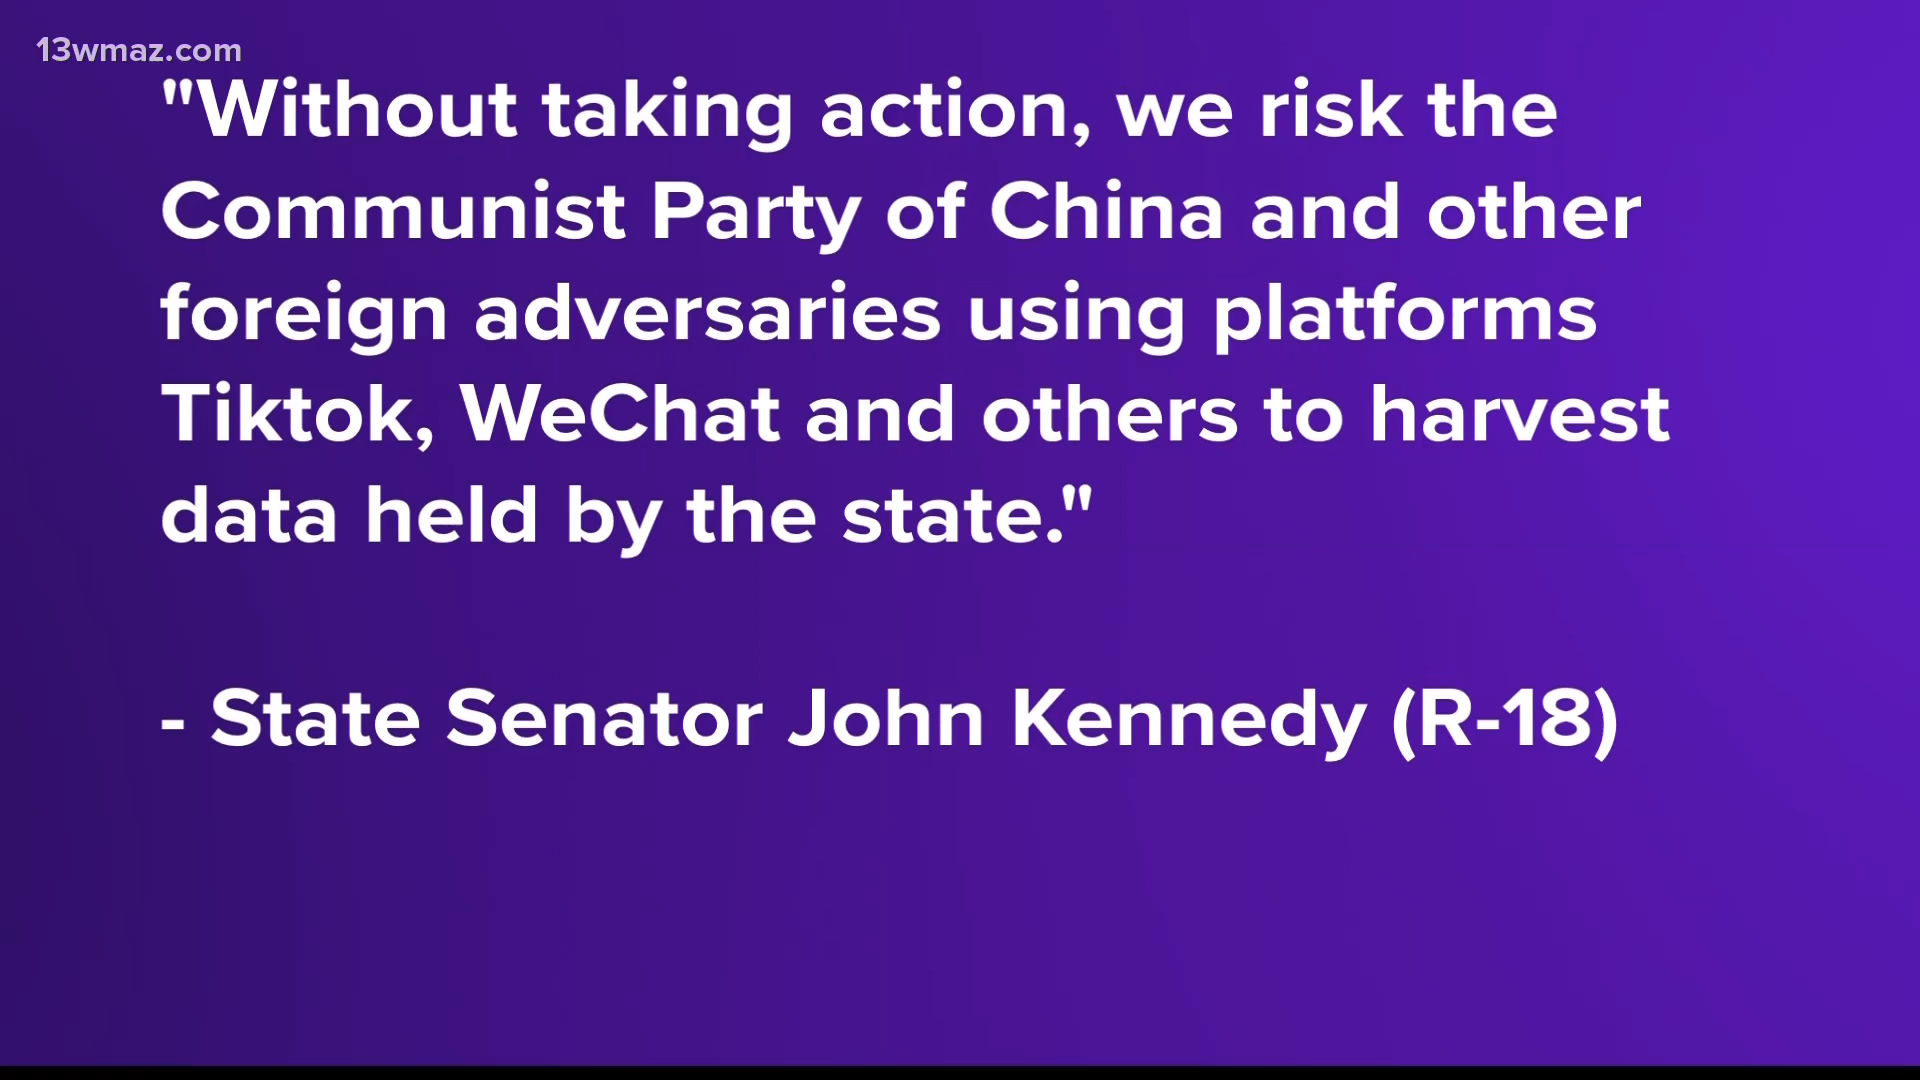 13wmaz.com
"Without taking action, we risk the
Communist Party of China and other
foreign adversaries using platforms
Tiktok, WeChat and others to harvest
data held by the state."
- State Senator John Kennedy (R-18)